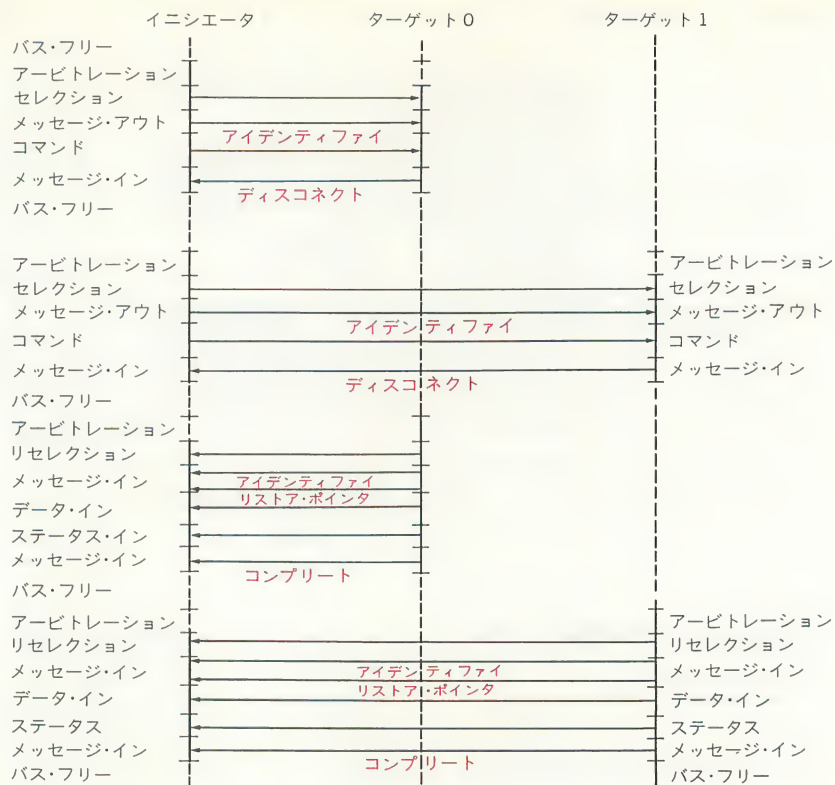 イニシエータ ターゲット0 ターゲット1
バス・フリー
アービトレーション
セレクション
メッセージ・アウト
アイデンティファイ
コマンド
メッセージ・イン
ディスコネクト
バス・フリー
アービトレーション アービトレーション
セレクション セレクション
メッセージ・アウト メッセージ・アウト
アイデンティファイ
コマンド コマンド
メッセージ・イン メッセージ・イン
ディスコネクト
バス・フリー
アービトレーション
リセレクション
メッセージ・イン アイデンティファイ
リストア・ポインタ
データ・イン
ステータス・イン
メッセージ・イン
コンプリート
バス・フリー
アービトレーション アービトレーション
リセレクション リセレクション
メッセージ・イン アイデンティファイ メッセージ・イン
リストア・ポインタ
データ・イン データ・イン
ステータス ステータス
メッセージ・イン メッセージ・イン
コンプリート
バス・フリー バス・フリー